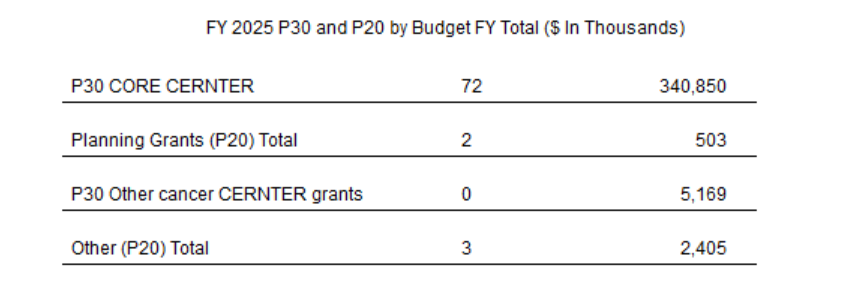 FY 2025 P30 and P20 by Budget FY Total ($ In Thousands)
P30 CORE CERNTER 72 340,850
Planning Grants (P20) Total 2 503
P30 Other cancer CERNTER grants 0 5,169
Other (P20) Total 3 2,405